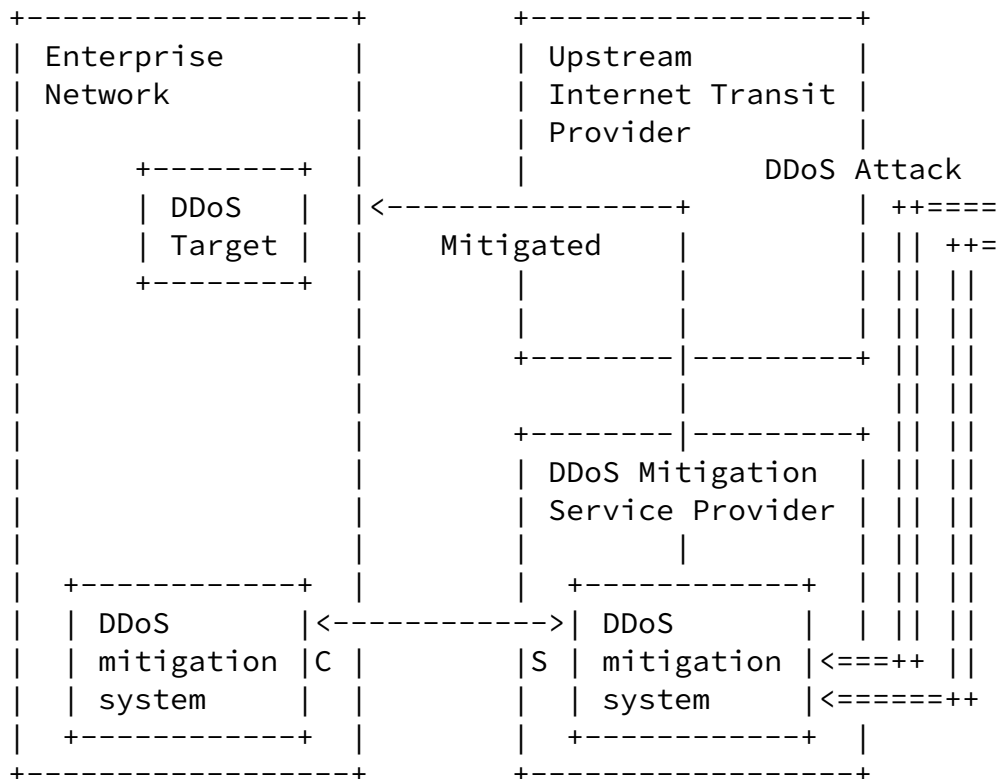 Enterprise
Network
Upstream
Internet Transit
Provider
DDoS Attack
DDoS
Target
Mitigated
DDoS Mitigation
Service Provider
DDoS
mitigation
system
C
S
DDoS
mitigation
system